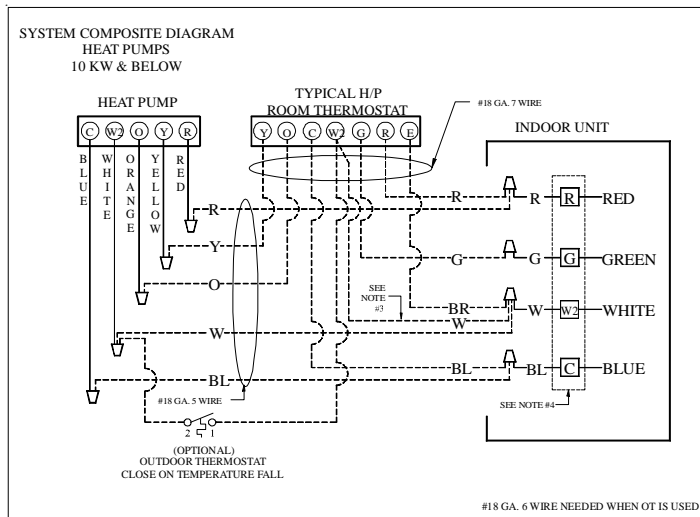 SYSTEM COMPOSITE DIAGRAM
HEAT PUMPS
10 KW & BELOW
HEAT PUMP
C W2 O Y R
BLUE
WHITE
ORANGE
YELLOW
RED
TYPICAL H/P
ROOM THERMOSTAT
Y O C W2 G R E
#18 GA. 7 WIRE
INDOOR UNIT
R R R RED
R
Y
G G G GREEN
O
SEE
NOTE
#3
BR
W W W2 WHITE
W
BL BL C BLUE
BL
#18 GA. 5 WIRE
SEE NOTE #4
2 1
(OPTIONAL)
OUTDOOR THERMOSTAT
CLOSE ON TEMPERATURE FALL
#18 GA. 6 WIRE NEEDED WHEN OT IS USED